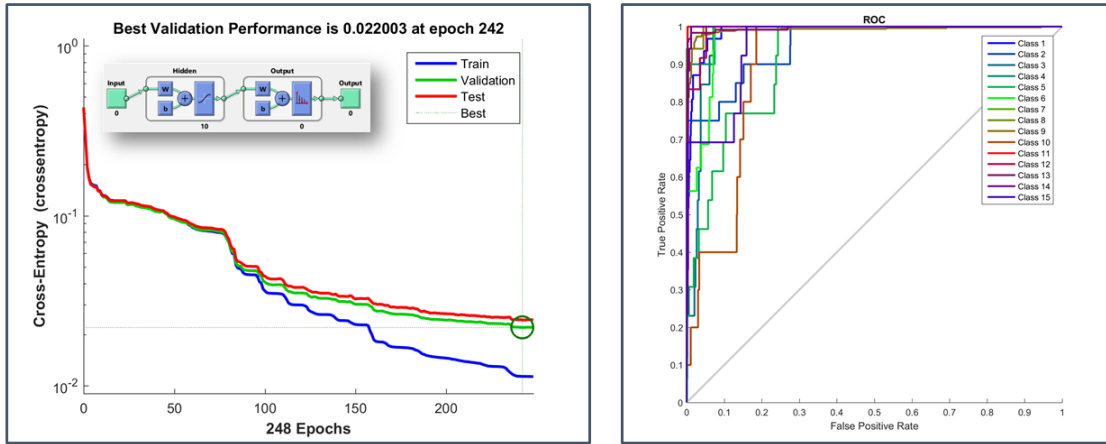 Best Validation Performance is 0.022003 at epoch 242
Cross-Entropy (crossentropy)
10^0
10^-1
10^-2
Input
0
Hidden
W
b
10
Output
W
b
0
Output
0
Train
Validation
Test
Best
0
50
100
150
200
248 Epochs
ROC
True Positive Rate
1
0.9
0.8
0.7
0.6
0.5
0.4
0.3
0.2
0.1
0
Class 1
Class 2
Class 3
Class 4
Class 5
Class 6
Class 7
Class 8
Class 9
Class 10
Class 11
Class 12
Class 13
Class 14
Class 15
0 0.1 0.2 0.3 0.4 0.5 0.6 0.7 0.8 0.9 1
False Positive Rate